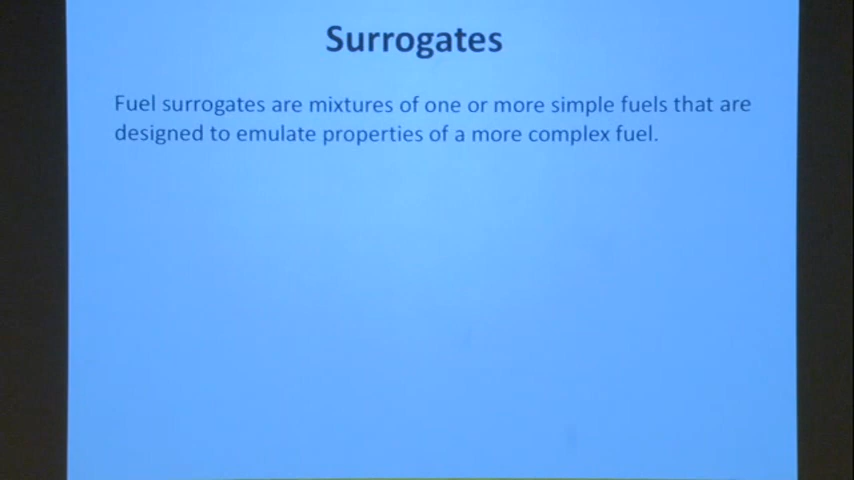 Surrogates
Fuel surrogates are mixtures of one or more simple fuels that are
designed to emulate properties of a more complex fuel.